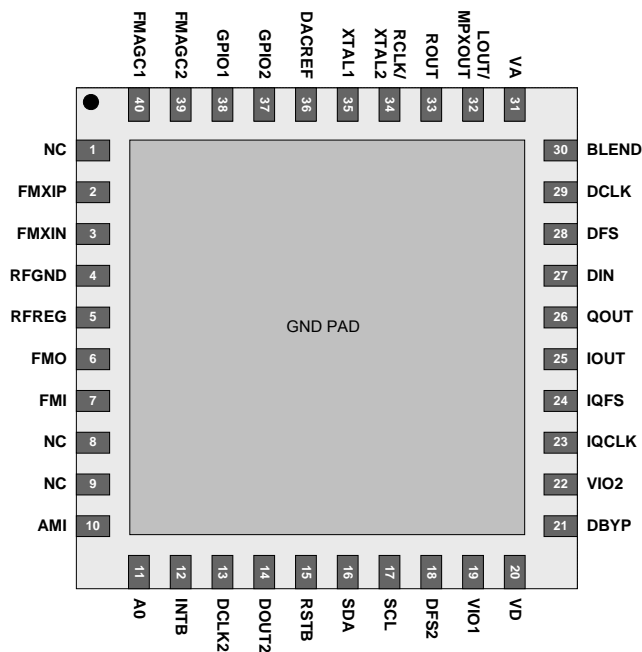 FMAGC1
FMAGC2
GPIO1
GPIO2
DACREF
XTAL1
RCLK/
XTAL2
ROUT
LOUT/
MPXOUT
VA
40
39
38
37
36
35
34
33
32
31
NC 1
FMXIP 2
FMXIN 3
RFGND 4
RFREG 5
FMO 6
FMI 7
NC 8
NC 9
AMI 10
GND PAD
30 BLEND
29 DCLK
28 DFS
27 DIN
26 QOUT
25 IOUT
24 IQFS
23 IQCLK
22 VIO2
21 DBYP
11
12
13
14
15
16
17
18
19
20
A0
INTB
DCLK2
DOUT2
RSTB
SDA
SCL
DFS2
VIO1
VD